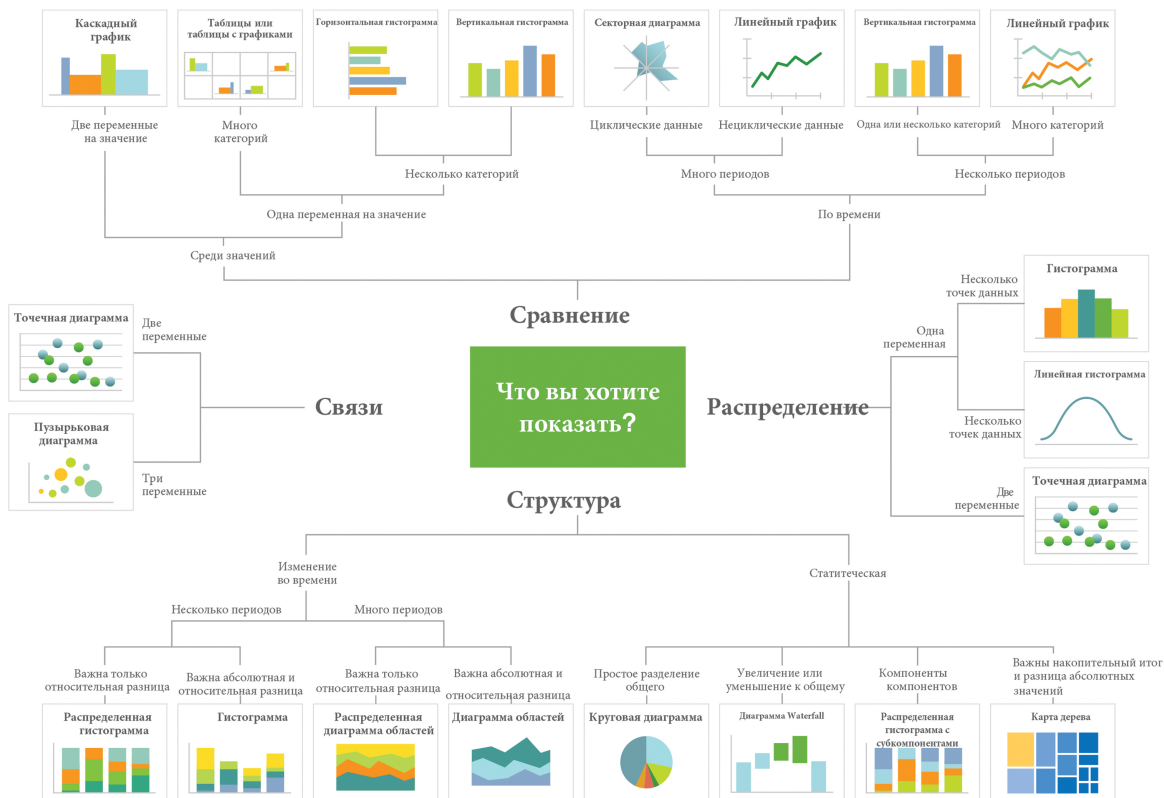 Каскадный
график
Таблицы или
таблицы с графиками
Горизонтальная гистограмма
Вертикальная гистограмма
Секторная диаграмма
Линейный график
Вертикальная гистограмма
Линейный график
Две переменные
на значение
Много
категорий
Циклические данные
Нециклические данные
Одна или несколько категорий
Много категорий
Несколько категорий
Много периодов
Несколько периодов
Одна переменная на значение
По времени
Среди значений
Сравнение
Точечная диаграмма
Две
переменные
Пузырьковая
диаграмма
Три
переменные
Связи
Что вы хотите
показать?
Распределение
Одна
переменная
Несколько
точек данных
Гистограмма
Несколько
точек данных
Линейная гистограмма
Две
переменные
Точечная диаграмма
Структура
Изменение
во времени
Статитеческая
Несколько периодов
Много периодов
Важна только
относительная разница
Важна абсолютная и
относительная разница
Важна только
относительная разница
Важна абсолютная и
относительная разница
Простое разделение
общего
Увеличение или
уменьшение к общему
Компоненты
компонентов
Важны накопительный итог
и разница абсолютных
значений
Распределенная
гистограмма
Гистограмма
Распределенная
диаграмма областей
Диаграмма областей
Круговая диаграмма
Диаграмма Waterfall
Распределенная
гистограмма с
субкомпонентами
Карта дерева